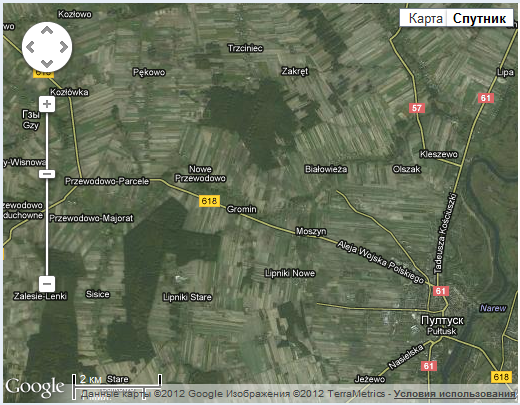 Kozłowo
Карта
Спутник
Trzciniec
Pękowo
Zakręt
618
Lipa
Kozłówka
61
57
Гзы
Gzy
Kleszewo
y-Wisnowa
Nowe
Przewodowo
Białowieża
Olszak
Przewodowo-Parcele
618
Tadeusza Kościuszki
zewodowo
duchowne
Gromin
Przewodowo-Majorat
Moszyn
Aleja Wojska Polskiego
Lipniki Nowe
61
Zalesie-Lenki
Sisice
Lipniki Stare
Narew
Пултуск
Pułtusk
Nasielska
61
Google
2 км
Stare
Jeżewo
618
Данные карты ©2012 Google Изображения ©2012 TerraMetrics - Условия использования